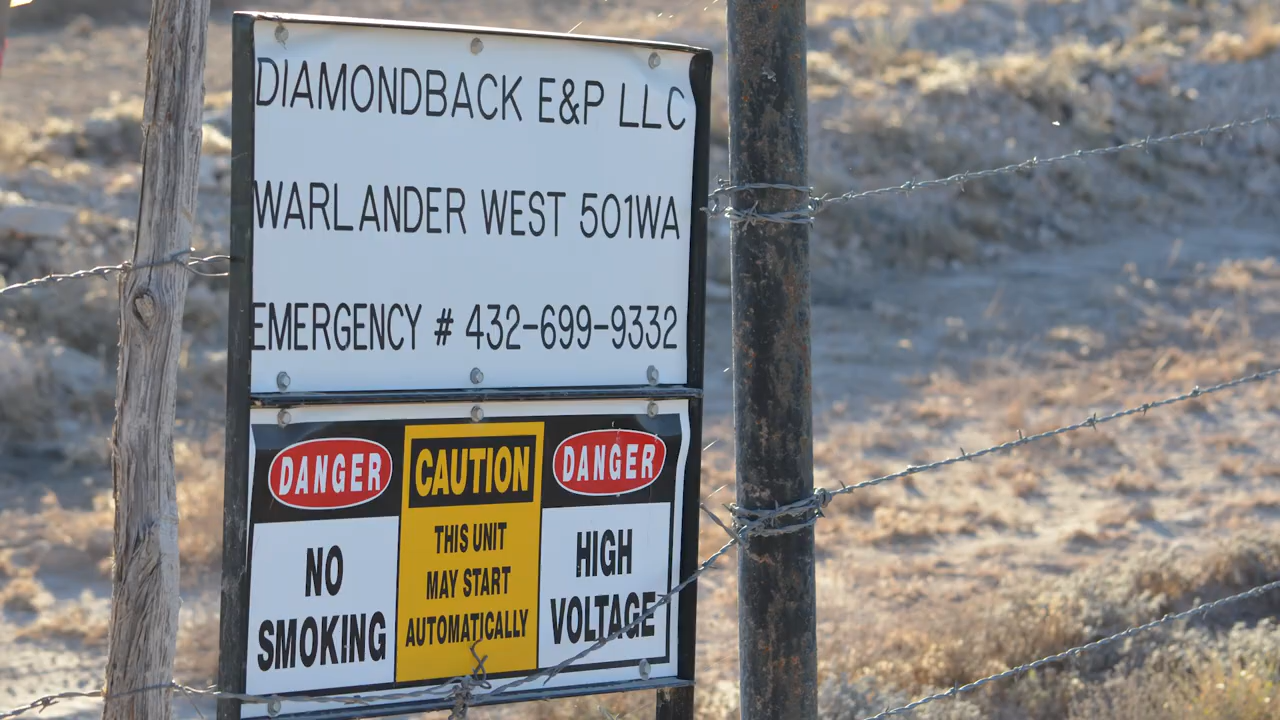 DIAMONDBACK E&P LLC
WARLANDER WEST 501WA
EMERGENCY # 432-699-9332
DANGER
NO
SMOKING
CAUTION
THIS UNIT
MAY START
AUTOMATICALLY
DANGER
HIGH
VOLTAGE